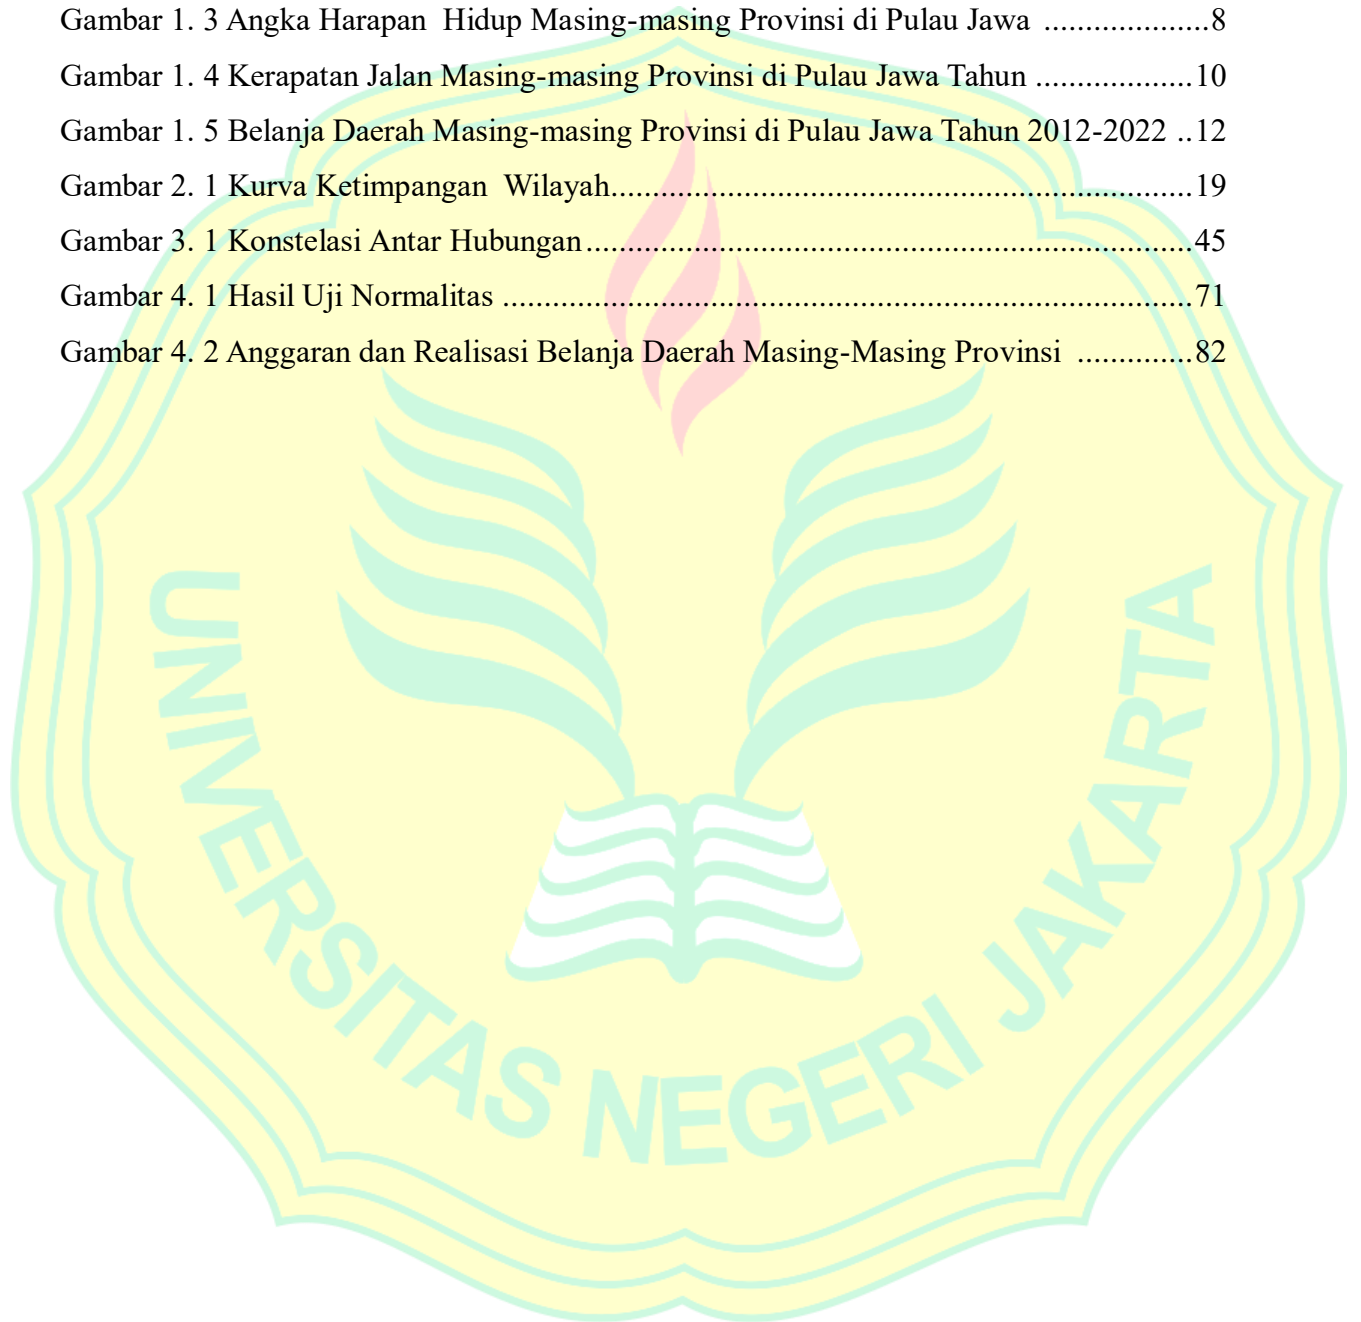 Gambar 1. 3 Angka Harapan  Hidup Masing-masing Provinsi di Pulau Jawa ....................8
Gambar 1. 4 Kerapatan Jalan Masing-masing Provinsi di Pulau Jawa Tahun ...................10
Gambar 1. 5 Belanja Daerah Masing-masing Provinsi di Pulau Jawa Tahun 2012-2022 ..12
Gambar 2. 1 Kurva Ketimpangan  Wilayah......................................................................19
Gambar 3. 1 Konstelasi Antar Hubungan.........................................................................45
Gambar 4. 1 Hasil Uji Normalitas ...................................................................................71
Gambar 4. 2 Anggaran dan Realisasi Belanja Daerah Masing-Masing Provinsi ..............82
UNIVERSITAS NEGERI JAKARTA